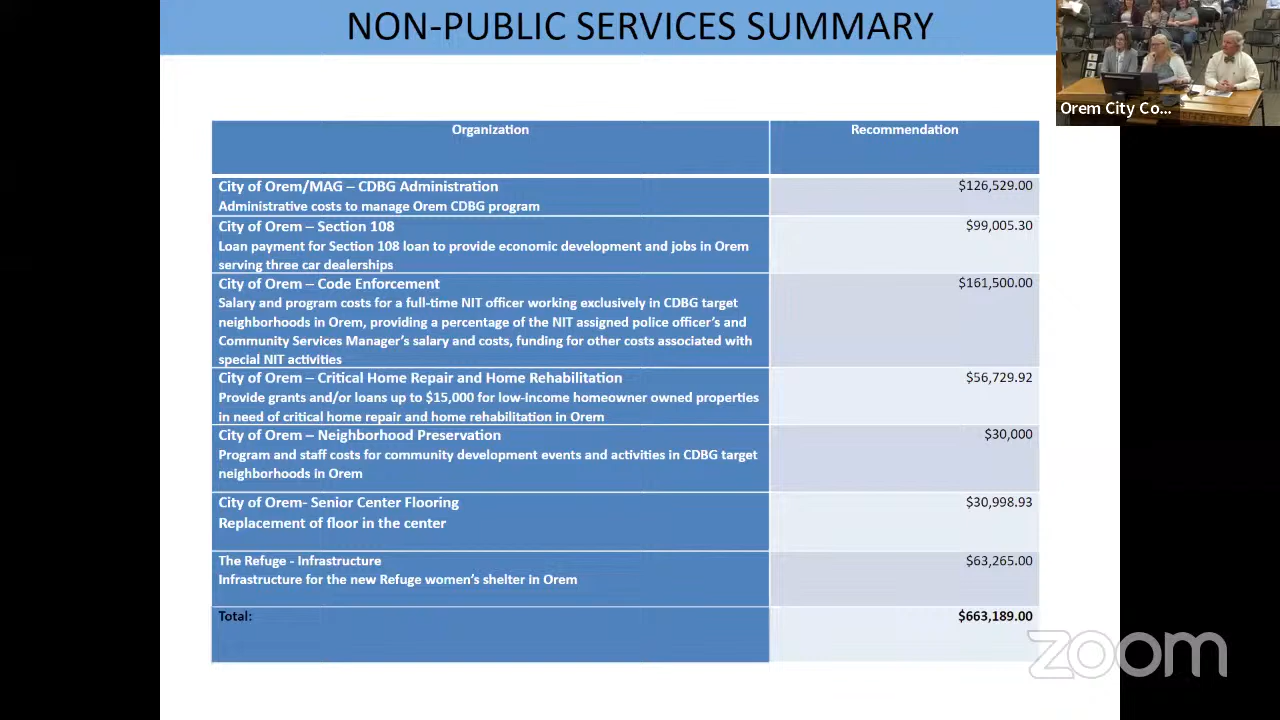 NON-PUBLIC SERVICES SUMMARY
Orem City Co...
Organization
Recommendation
City of Orem/MAG – CDBG Administration
$126,529.00
Administrative costs to manage Orem CDBG program
City of Orem – Section 108
$99,005.30
Loan payment for Section 108 loan to provide economic development and jobs in Orem
serving three car dealerships
City of Orem – Code Enforcement
$161,500.00
Salary and program costs for a full-time NIT officer working exclusively in CDBG target
neighborhoods in Orem, providing a percentage of the NIT assigned police officer's and
Community Services Manager's salary and costs, funding for other costs associated with
special NIT activities
City of Orem – Critical Home Repair and Home Rehabilitation
$56,729.92
Provide grants and/or loans up to $15,000 for low-income homeowner owned properties
in need of critical home repair and home rehabilitation in Orem
City of Orem – Neighborhood Preservation
$30,000
Program and staff costs for community development events and activities in CDBG target
neighborhoods in Orem
City of Orem- Senior Center Flooring
$30,998.93
Replacement of floor in the center
The Refuge - Infrastructure
$63,265.00
Infrastructure for the new Refuge women's shelter in Orem
Total:
$663,189.00
zoom